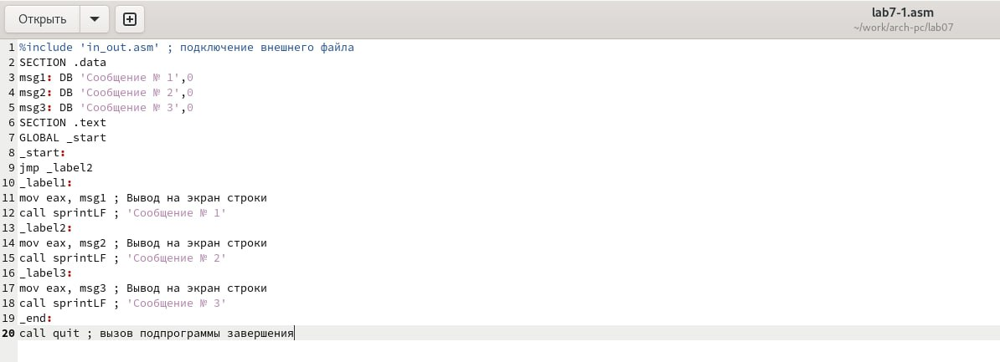 Открыть
lab7-1.asm
~/work/arch-pc/lab07
1 %include 'in_out.asm' ; подключение внешнего файла
2 SECTION .data
3 msg1: DB 'Сообщение № 1',0
4 msg2: DB 'Сообщение № 2',0
5 msg3: DB 'Сообщение № 3',0
6 SECTION .text
7 GLOBAL _start
8 _start:
9 jmp _label2
10 _label1:
11 mov eax, msg1 ; Вывод на экран строки
12 call sprintLF ; 'Сообщение № 1'
13 _label2:
14 mov eax, msg2 ; Вывод на экран строки
15 call sprintLF ; 'Сообщение № 2'
16 _label3:
17 mov eax, msg3 ; Вывод на экран строки
18 call sprintLF ; 'Сообщение № 3'
19 _end:
20 call quit ; вызов подпрограммы завершения